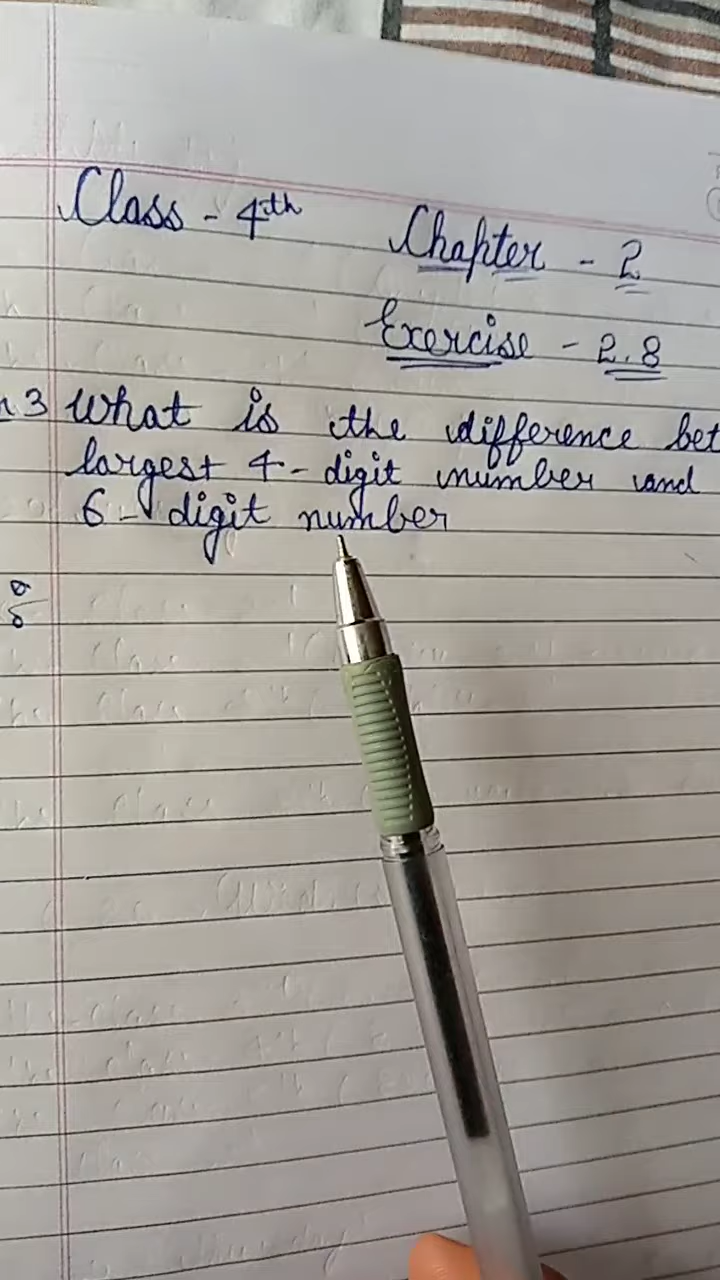 Class - 4th
Chapter - 2
Exercise - 2.8
3 What is the difference bet
largest 4-digit number and
6-digit number